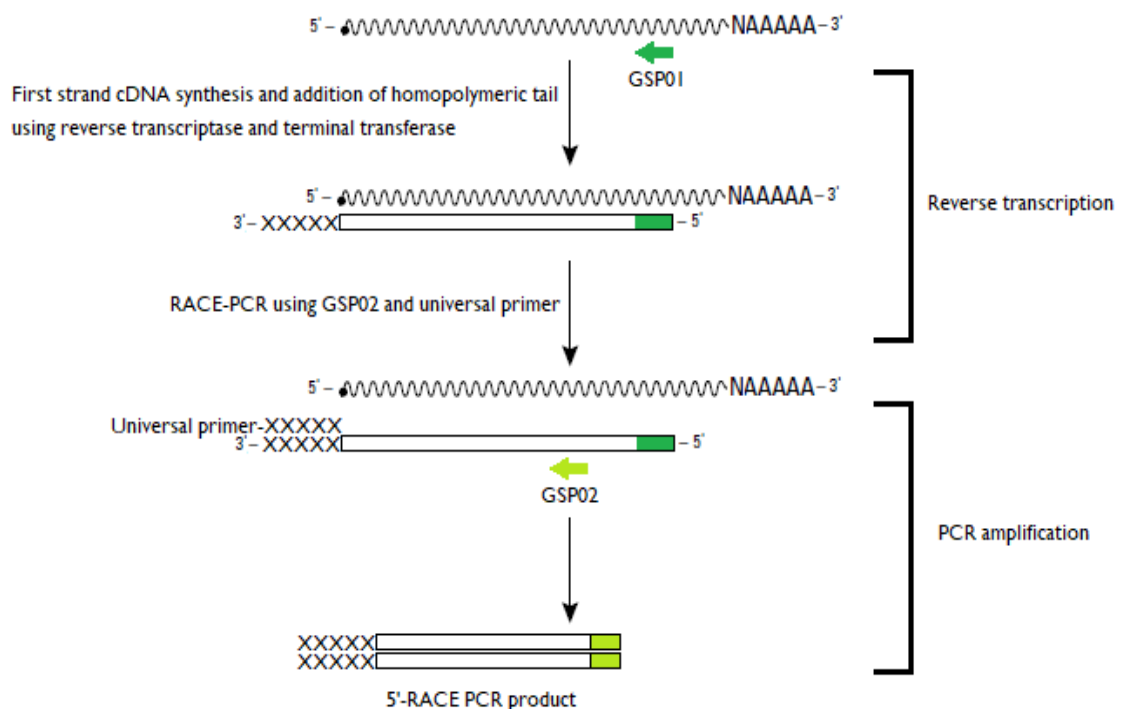 5' – NAAAAA – 3'
GSP01
First strand cDNA synthesis and addition of homopolymeric tail
using reverse transcriptase and terminal transferase
5' – NAAAAA – 3'
3' – XXXXX – 5'
Reverse transcription
RACE-PCR using GSP02 and universal primer
5' – NAAAAA – 3'
Universal primer-XXXXX
3' – XXXXX – 5'
GSP02
PCR amplification
XXXXX
XXXXX
5'-RACE PCR product